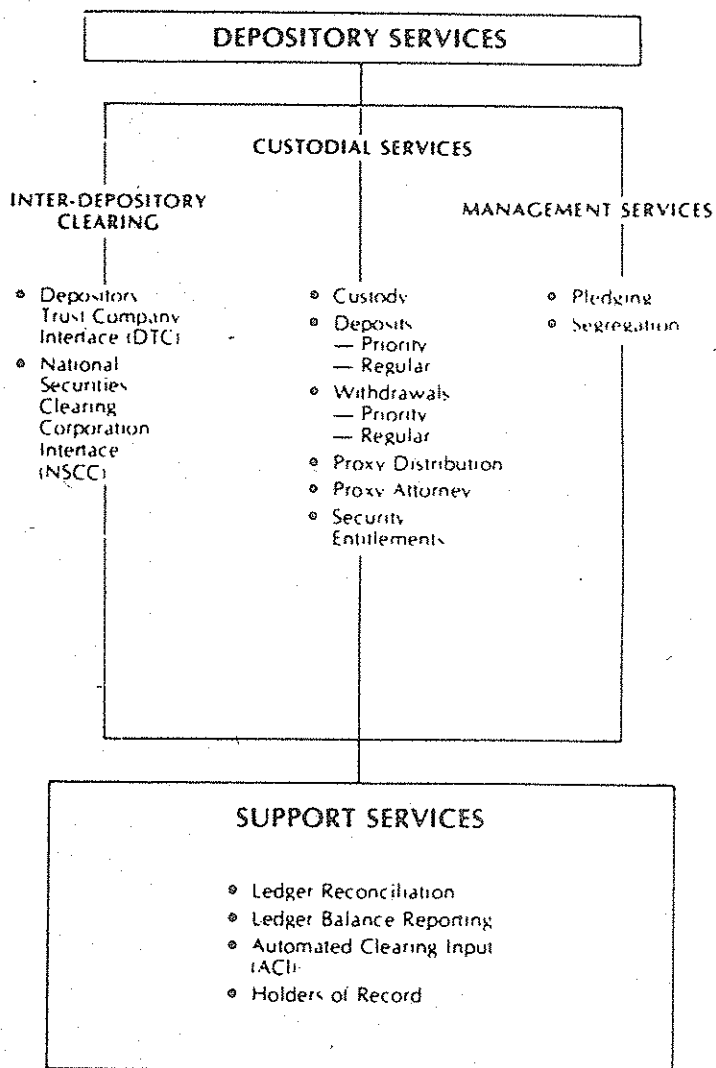 DEPOSITORY SERVICES
CUSTODIAL SERVICES
INTER-DEPOSITORY
CLEARING
MANAGEMENT SERVICES
• Depository
Trust Company
Interface (DTC)
• National
Securities
Clearing
Corporation
Interface
(NSCC)
• Custody
• Deposits
— Priority
— Regular
• Withdrawals
— Priority
— Regular
• Proxy Distribution
• Proxy Attorney
• Security
Entitlements
• Pledging
• Segregation
SUPPORT SERVICES
• Ledger Reconciliation
• Ledger Balance Reporting
• Automated Clearing Input
(ACI)
• Holders of Record